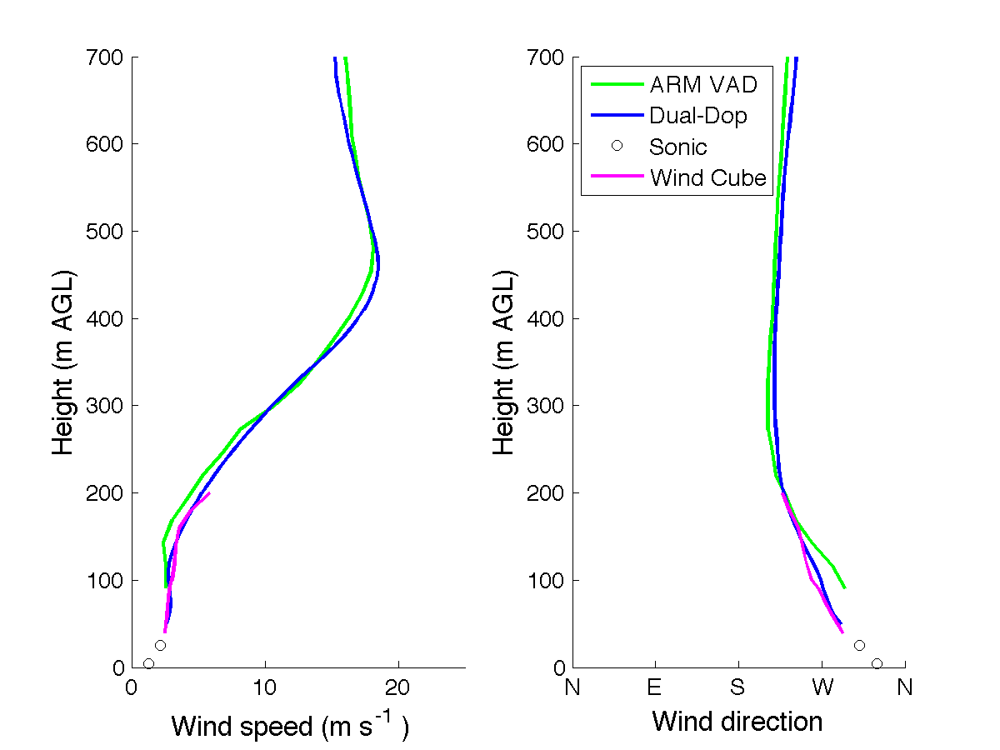 700
600
500
400
300
200
100
0
Height (m AGL)
0
10
20
Wind speed (m s-1 )
700
600
500
400
300
200
100
0
Height (m AGL)
N
E
S
W
N
Wind direction
ARM VAD
Dual-Dop
Sonic
Wind Cube